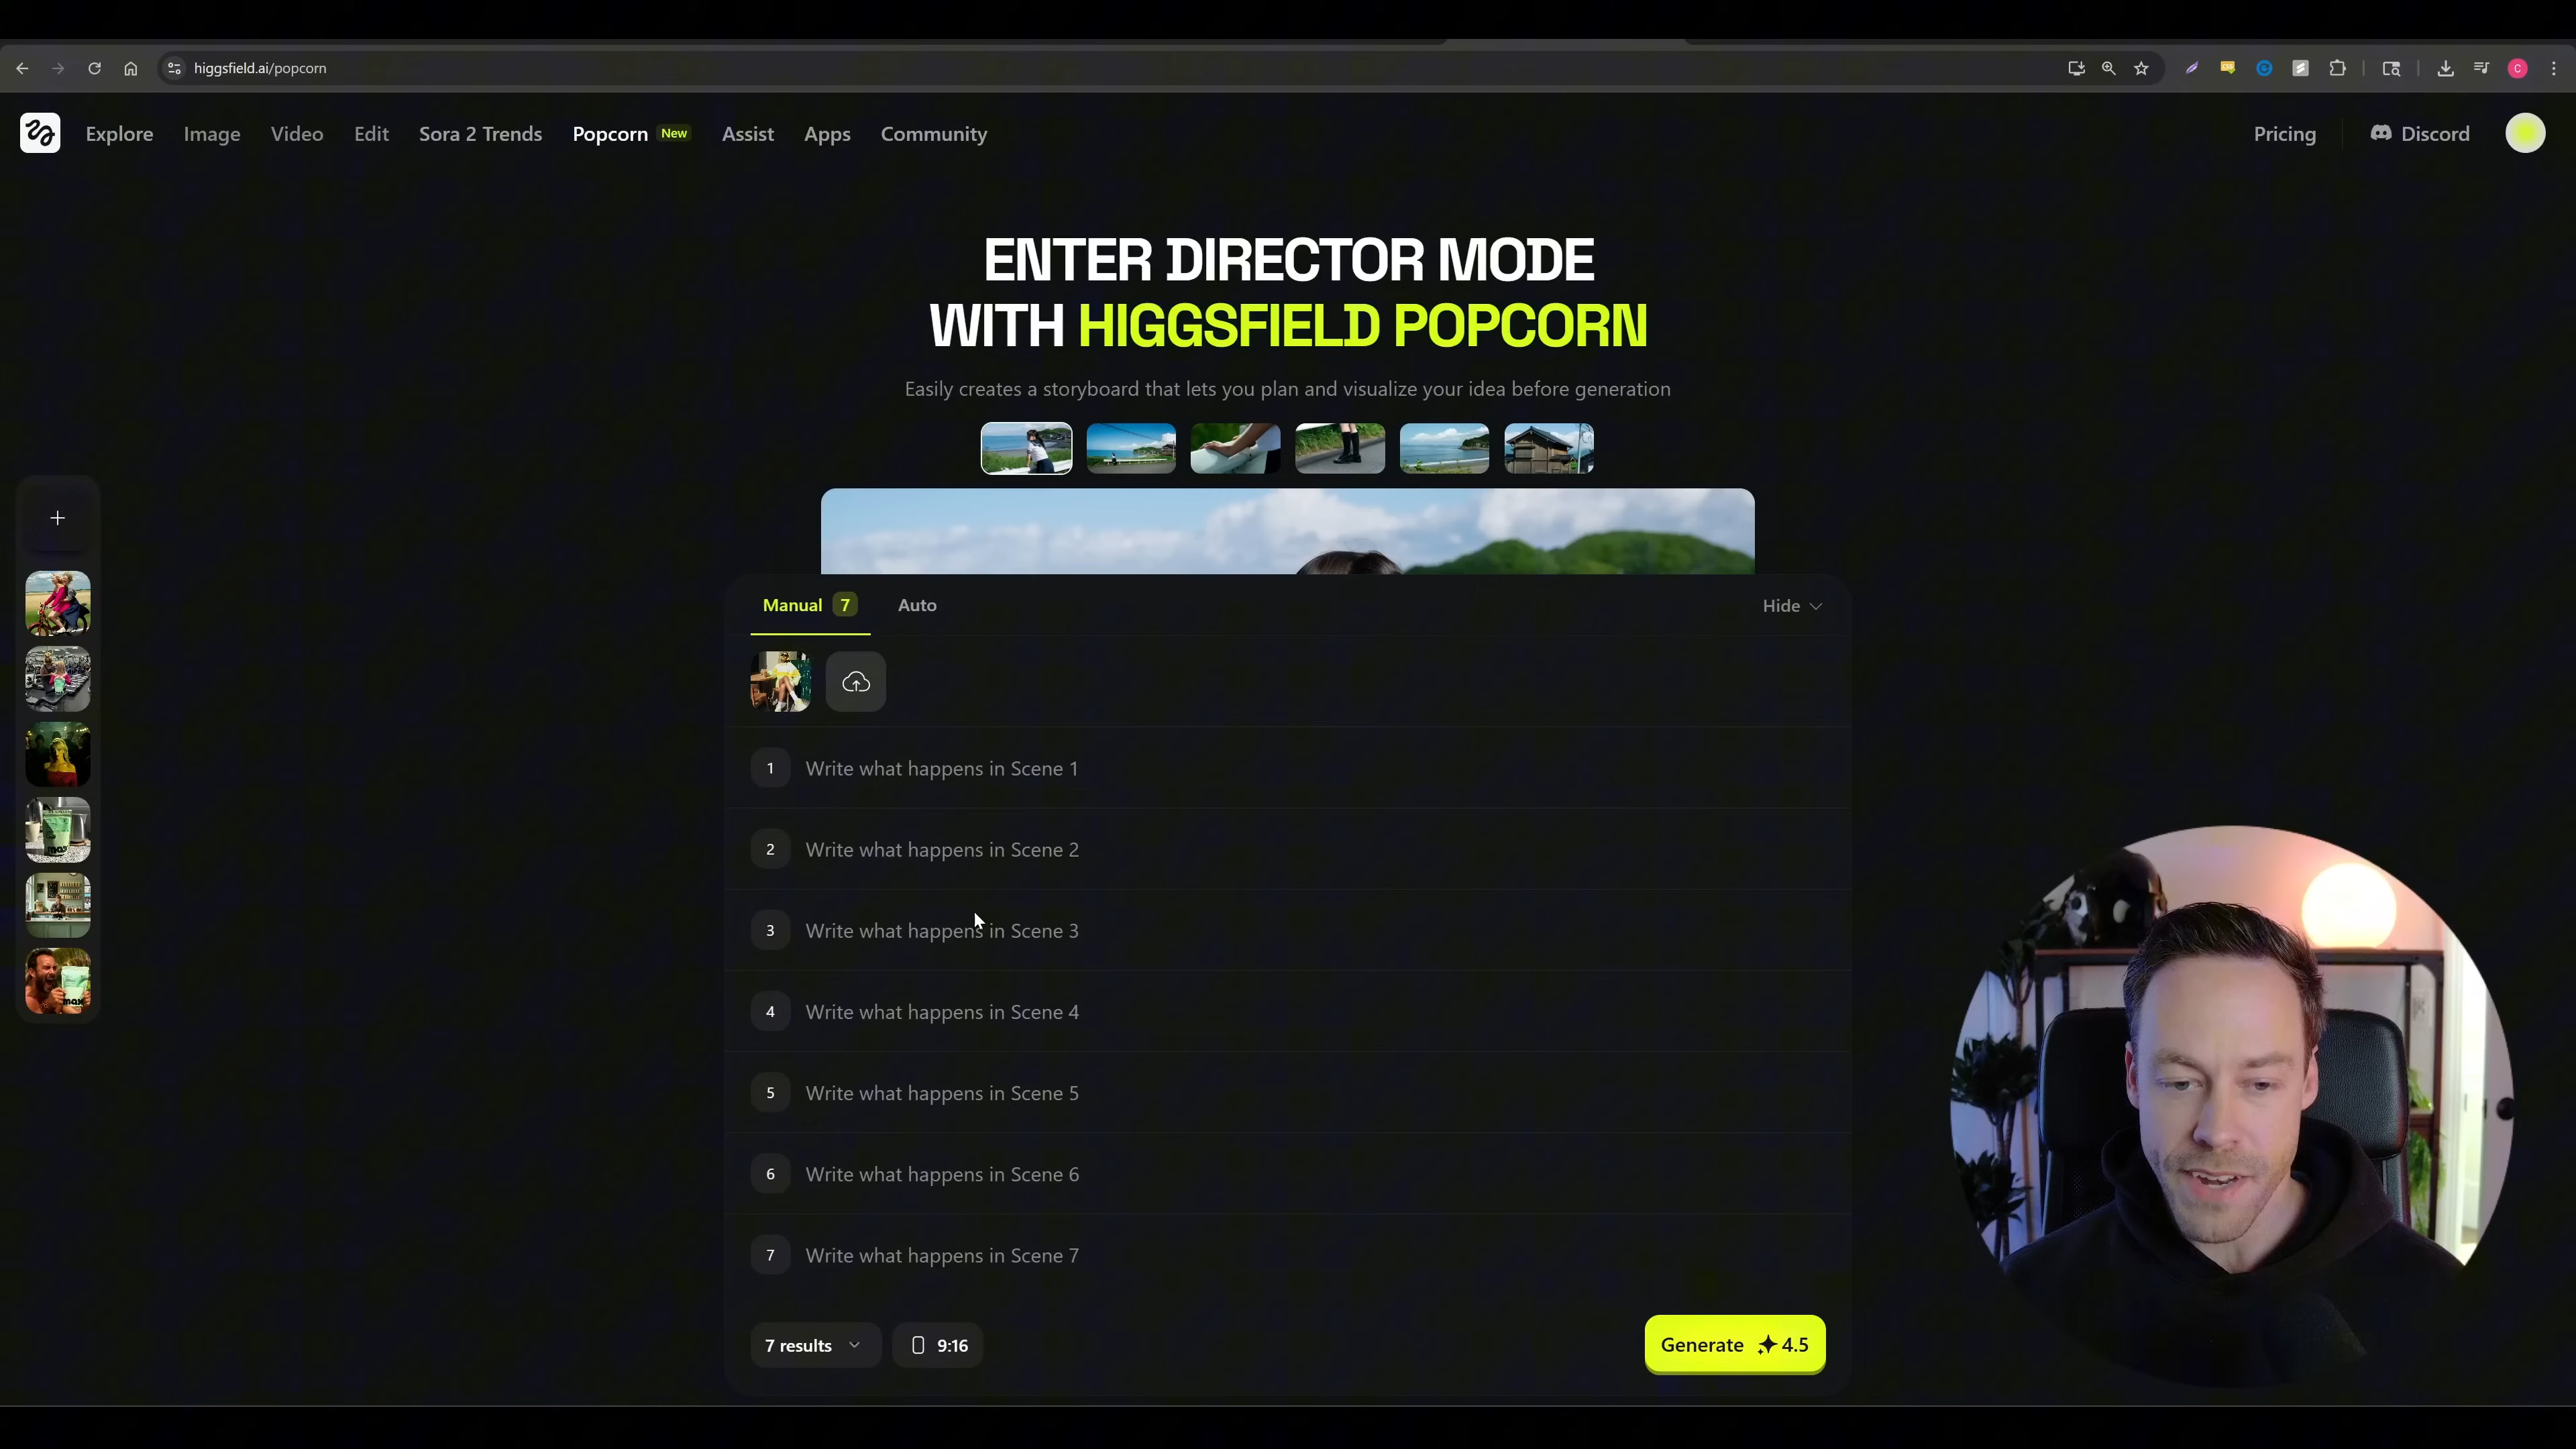 higgsfield.ai/popcorn
C
Explore Image Video Edit Sora 2 Trends Popcorn New Assist Apps Community Pricing Discord
ENTER DIRECTOR MODE
WITH HIGGSFIELD POPCORN
Easily creates a storyboard that lets you plan and visualize your idea before generation
Manual 7 Auto Hide
1 Write what happens in Scene 1
2 Write what happens in Scene 2
3 Write what happens in Scene 3
4 Write what happens in Scene 4
5 Write what happens in Scene 5
6 Write what happens in Scene 6
7 Write what happens in Scene 7
max
max
7 results 9:16 Generate 4.5